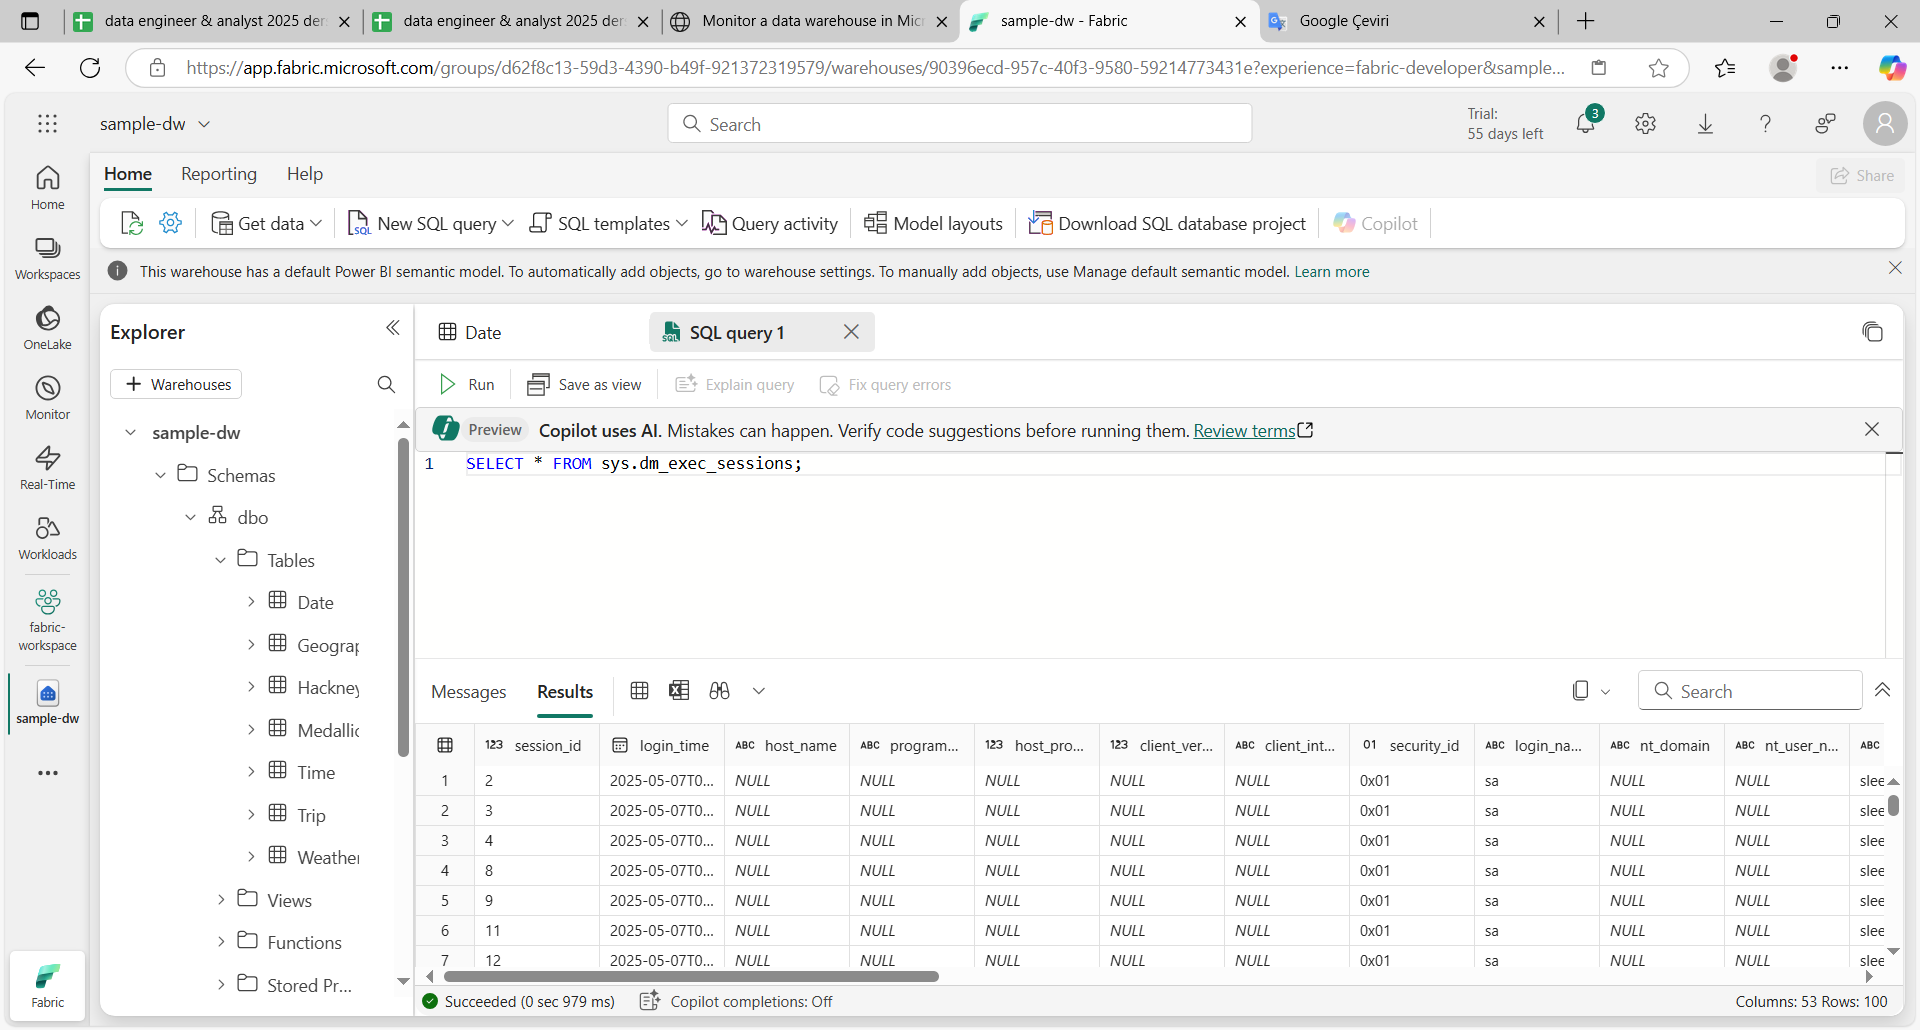 data engineer & analyst 2025 der
data engineer & analyst 2025 der
Monitor a data warehouse in Micr
sample-dw - Fabric
Google Çeviri
https://app.fabric.microsoft.com/groups/d62f8c13-59d3-4390-b49f-921372319579/warehouses/90396ecd-957c-40f3-9580-59214773431e?experience=fabric-developer&sample...
sample-dw
Search
Trial:
55 days left
3
Home
Reporting
Help
Share
Get data
New SQL query
SQL templates
Query activity
Model layouts
Download SQL database project
Copilot
This warehouse has a default Power BI semantic model. To automatically add objects, go to warehouse settings. To manually add objects, use Manage default semantic model. Learn more
Home
Workspaces
OneLake
Monitor
Real-Time
Workloads
fabric-
workspace
sample-dw
Fabric
Explorer
Warehouses
sample-dw
Schemas
dbo
Tables
Date
Geograp
Hackney
Medallic
Time
Trip
Weather
Views
Functions
Stored Pr...
Date
SQL query 1
Run
Save as view
Explain query
Fix query errors
Preview
Copilot uses AI. Mistakes can happen. Verify code suggestions before running them. Review terms
1 SELECT * FROM sys.dm_exec_sessions;
Messages
Results
Search
123 session_id login_time ABC host_name ABC program... 123 host_pro... 123 client_ver... ABC client_int... 01 security_id ABC login_na... ABC nt_domain ABC nt_user_n... ABC
1 2 2025-05-07T0... NULL NULL NULL NULL NULL 0x01 sa NULL NULL slee
2 3 2025-05-07T0... NULL NULL NULL NULL NULL 0x01 sa NULL NULL slee
3 4 2025-05-07T0... NULL NULL NULL NULL NULL 0x01 sa NULL NULL slee
4 8 2025-05-07T0... NULL NULL NULL NULL NULL 0x01 sa NULL NULL slee
5 9 2025-05-07T0... NULL NULL NULL NULL NULL 0x01 sa NULL NULL slee
6 11 2025-05-07T0... NULL NULL NULL NULL NULL 0x01 sa NULL NULL slee
7 12 2025-05-07T0... NULL NULL NULL NULL NULL 0x01 sa NULL NULL slee
Succeeded (0 sec 979 ms)
Copilot completions: Off
Columns: 53 Rows: 100